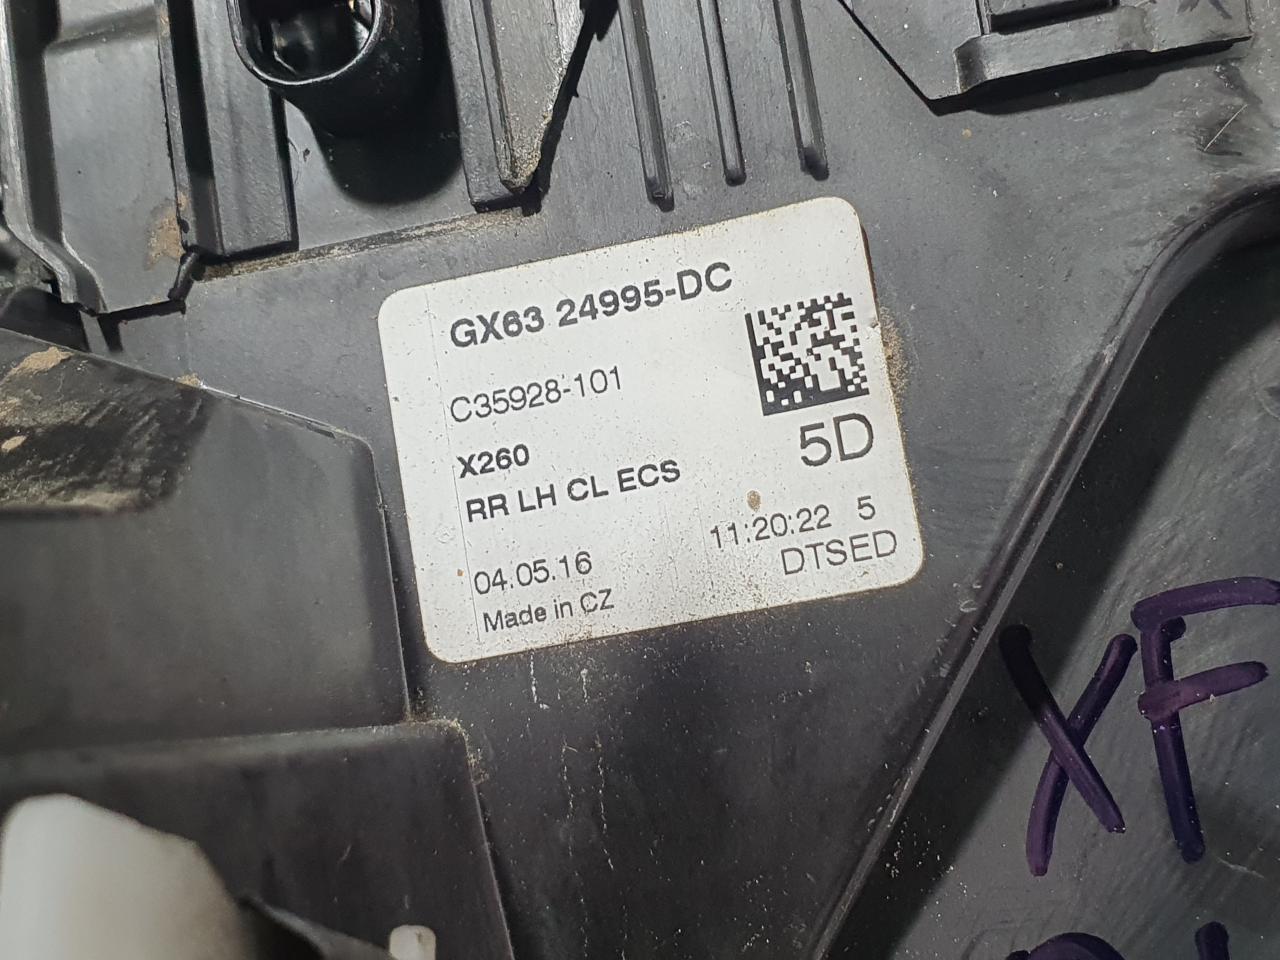 GX63 24995-DC
C35928-101
5D
X260
RR LH CL ECS
11:20:22 5
04.05.16
DTSED
Made in CZ
XF